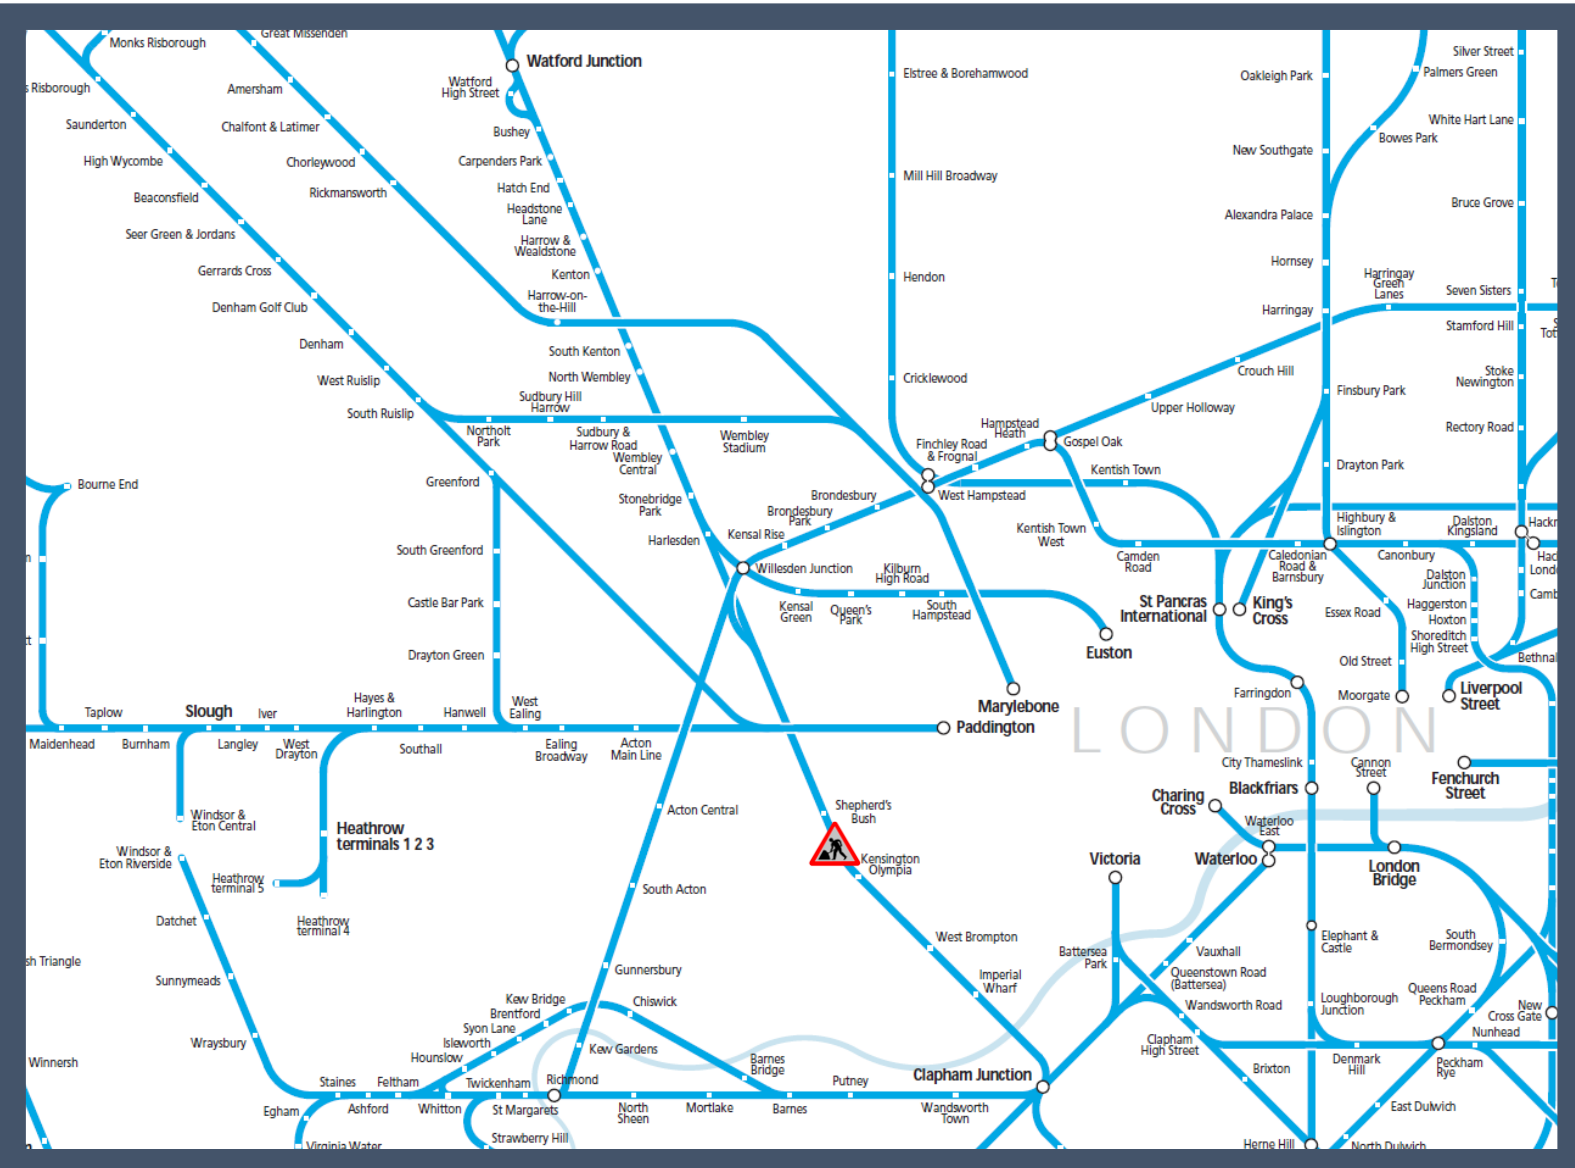 Monks Risborough
Great Missenden
Watford Junction
Silver Street
Elstree & Borehamwood
Oakleigh Park
Palmers Green
s Risborough
Amersham
Watford
High Street
Saunterton
Chalfont & Latimer
Bushey
White Hart Lane
Bowes Park
High Wycombe
Chorleywood
Carpenders Park
New Southgate
Beaconsfield
Rickmansworth
Hatch End
Mill Hill Broadway
Headstone
Lane
Bruce Grove
Alexandra Palace
Seer Green & Jordans
Harrow &
Wealdstone
Gerrards Cross
Kenton
Hendon
Hornsey
Harringay
Green
Lanes
Seven Sisters
Denham Golf Club
Harrow-on-
the-Hill
Harringay
Stamford Hill
Tot
Denham
South Kenton
West Ruislip
North Wembley
Cricklewood
Crouch Hill
Stoke
Newington
Finsbury Park
South Ruislip
Sudbury Hill
Harrow
Upper Holloway
Northolt
Park
Sudbury &
Harrow Road
Wembley
Stadium
Hampstead
Heath
Gospel Oak
Rectory Road
Wembley
Central
Finchley Road
& Frognal
Drayton Park
Kentish Town
Bourne End
Greenford
Stonebridge
Park
Brondesbury
West Hampstead
Brondesbury
Park
Kentish Town
West
Highbury &
Islington
Dalston
Kingsland
Hackn
Harlesden
Kensal Rise
South Greenford
Camden
Road
Caledonian
Road &
Barnsbury
Canonbury
Hac
Lond
Willesden Junction
Kilburn
High Road
Dalston
Junction
Camb
Castle Bar Park
Kensal
Green
Queen's
Park
South
Hampstead
St Pancras
International
King's
Cross
Essex Road
Haggerston
Hoxton
Shoreditch
High Street
Drayton Green
Euston
Old Street
Bethnal
Farringdon
Moorgate
Liverpool
Street
Marylebone
Paddington
LONDON
Taplow
Slough
Iver
Hayes &
Harlington
Hanwell
West
Ealing
Maidenhead
Burnham
Langley
West
Drayton
Southall
Ealing
Broadway
Acton
Main Line
City Thameslink
Cannon
Street
Fenchurch
Street
Blackfriars
Charing
Cross
Windsor &
Eton Central
Heathrow
terminals 1 2 3
Acton Central
Shepherd's
Bush
Waterloo
East
Waterloo
London
Bridge
Windsor &
Eton Riverside
Kensington
Olympia
Victoria
Heathrow
terminal 5
South Acton
Datchet
Heathrow
terminal 4
West Brompton
Battersea
Park
Vauxhall
Elephant &
Castle
South
Bermondsey
sh Triangle
Sunnymeads
Gunnersbury
Imperial
Wharf
Queenstown Road
(Battersea)
Kew Bridge
Chiswick
Wandsworth Road
Loughborough
Junction
Queens Road
Peckham
New
Cross Gate
Brentford
Syon Lane
Isleworth
Hounslow
Wraysbury
Kew Gardens
Clapham
High Street
Nunhead
Winnersh
Barnes
Bridge
Clapham Junction
Brixton
Denmark
Hill
Peckham
Rye
Staines
Feltham
Twickenham
Richmond
Putney
Egham
Ashford
Whitton
St Margarets
North
Sheen
Mortlake
Barnes
Wandsworth
Town
East Dulwich
Virginia Water
Strawberry Hill
Herne Hill
North Dulwich